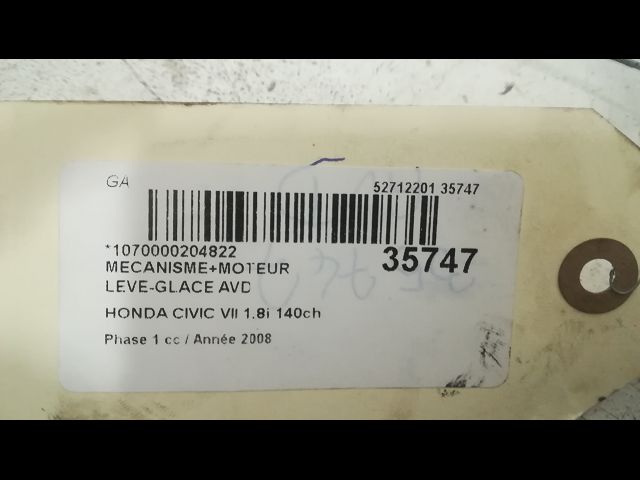 GA 52712201 35747
*1070000204822 35747
MECANISME+MOTEUR
LEVE-GLACE AVD
HONDA CIVIC VII 1.8i 140ch
Phase 1 cc / Année 2008